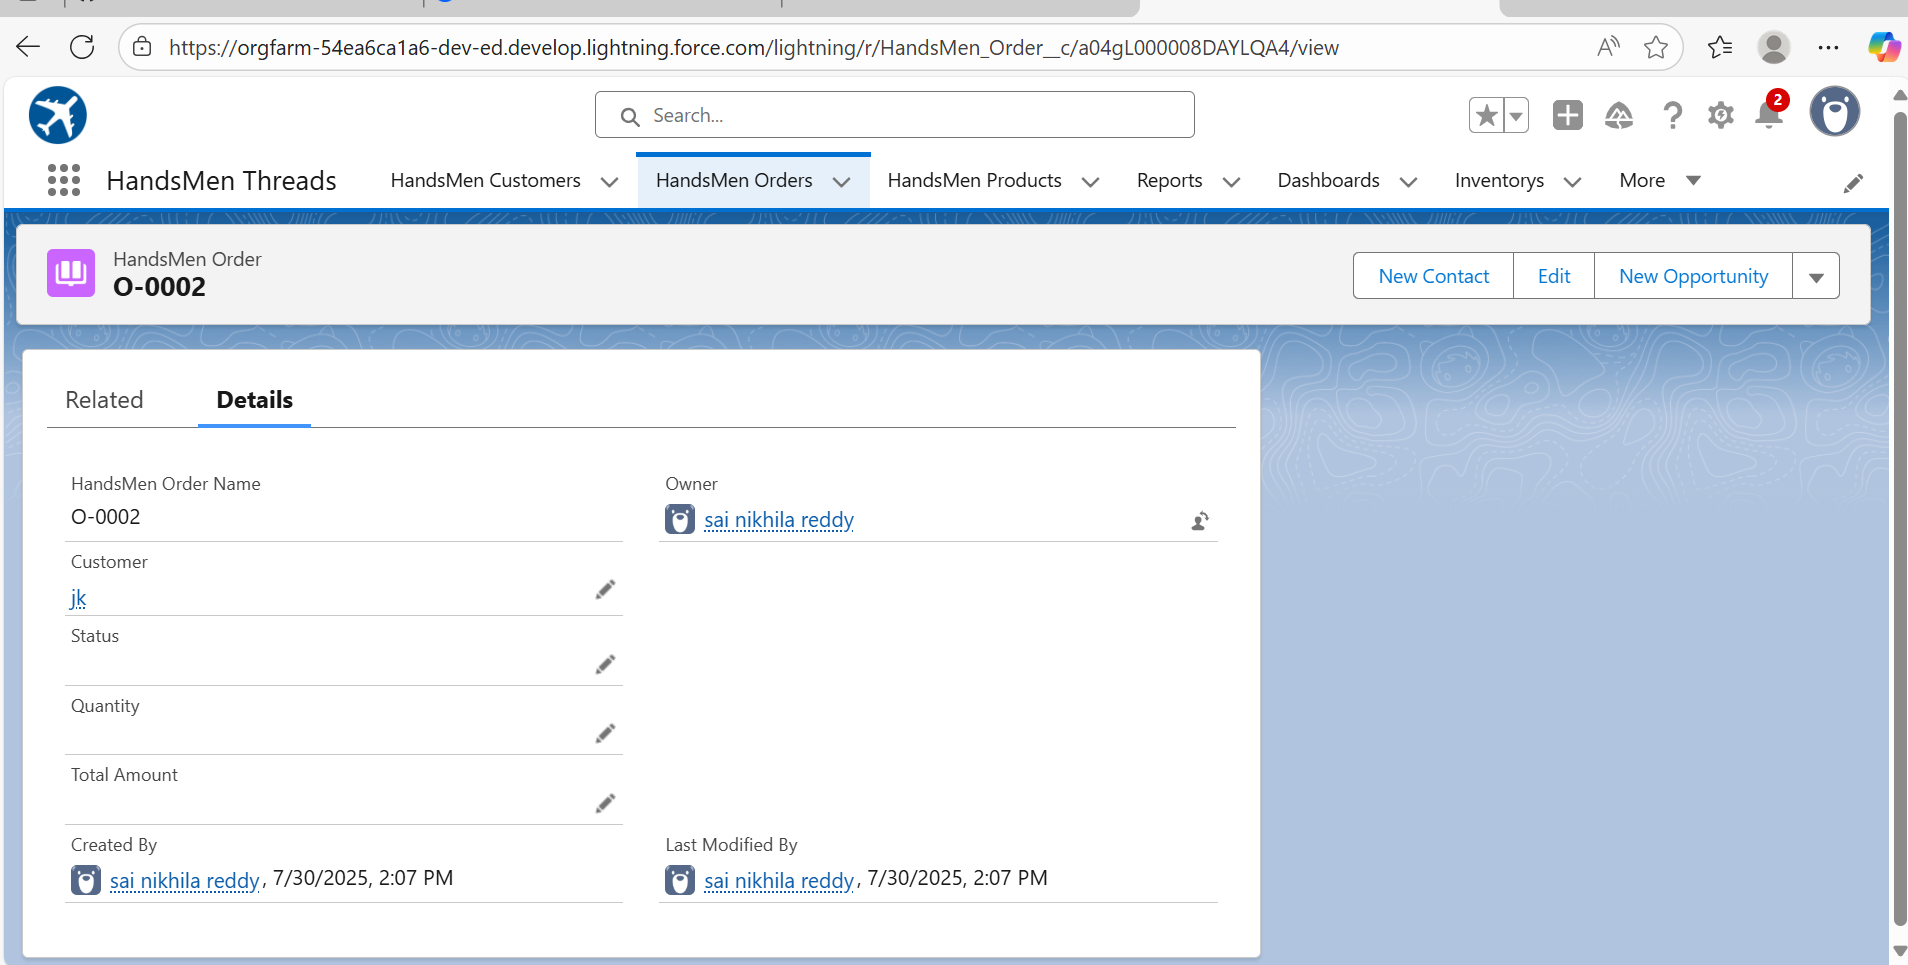 https://orgfarm-54ea6ca1a6-dev-ed.develop.lightning.force.com/lightning/r/HandsMen_Order__c/a04gL000008DAYLQA4/view
Search...
2
HandsMen Threads
HandsMen Customers
HandsMen Orders
HandsMen Products
Reports
Dashboards
Inventorys
More
HandsMen Order
O-0002
New Contact
Edit
New Opportunity
Related
Details
HandsMen Order Name
O-0002
Owner
sai nikhila reddy
Customer
jk
Status
Quantity
Total Amount
Created By
sai nikhila reddy, 7/30/2025, 2:07 PM
Last Modified By
sai nikhila reddy, 7/30/2025, 2:07 PM